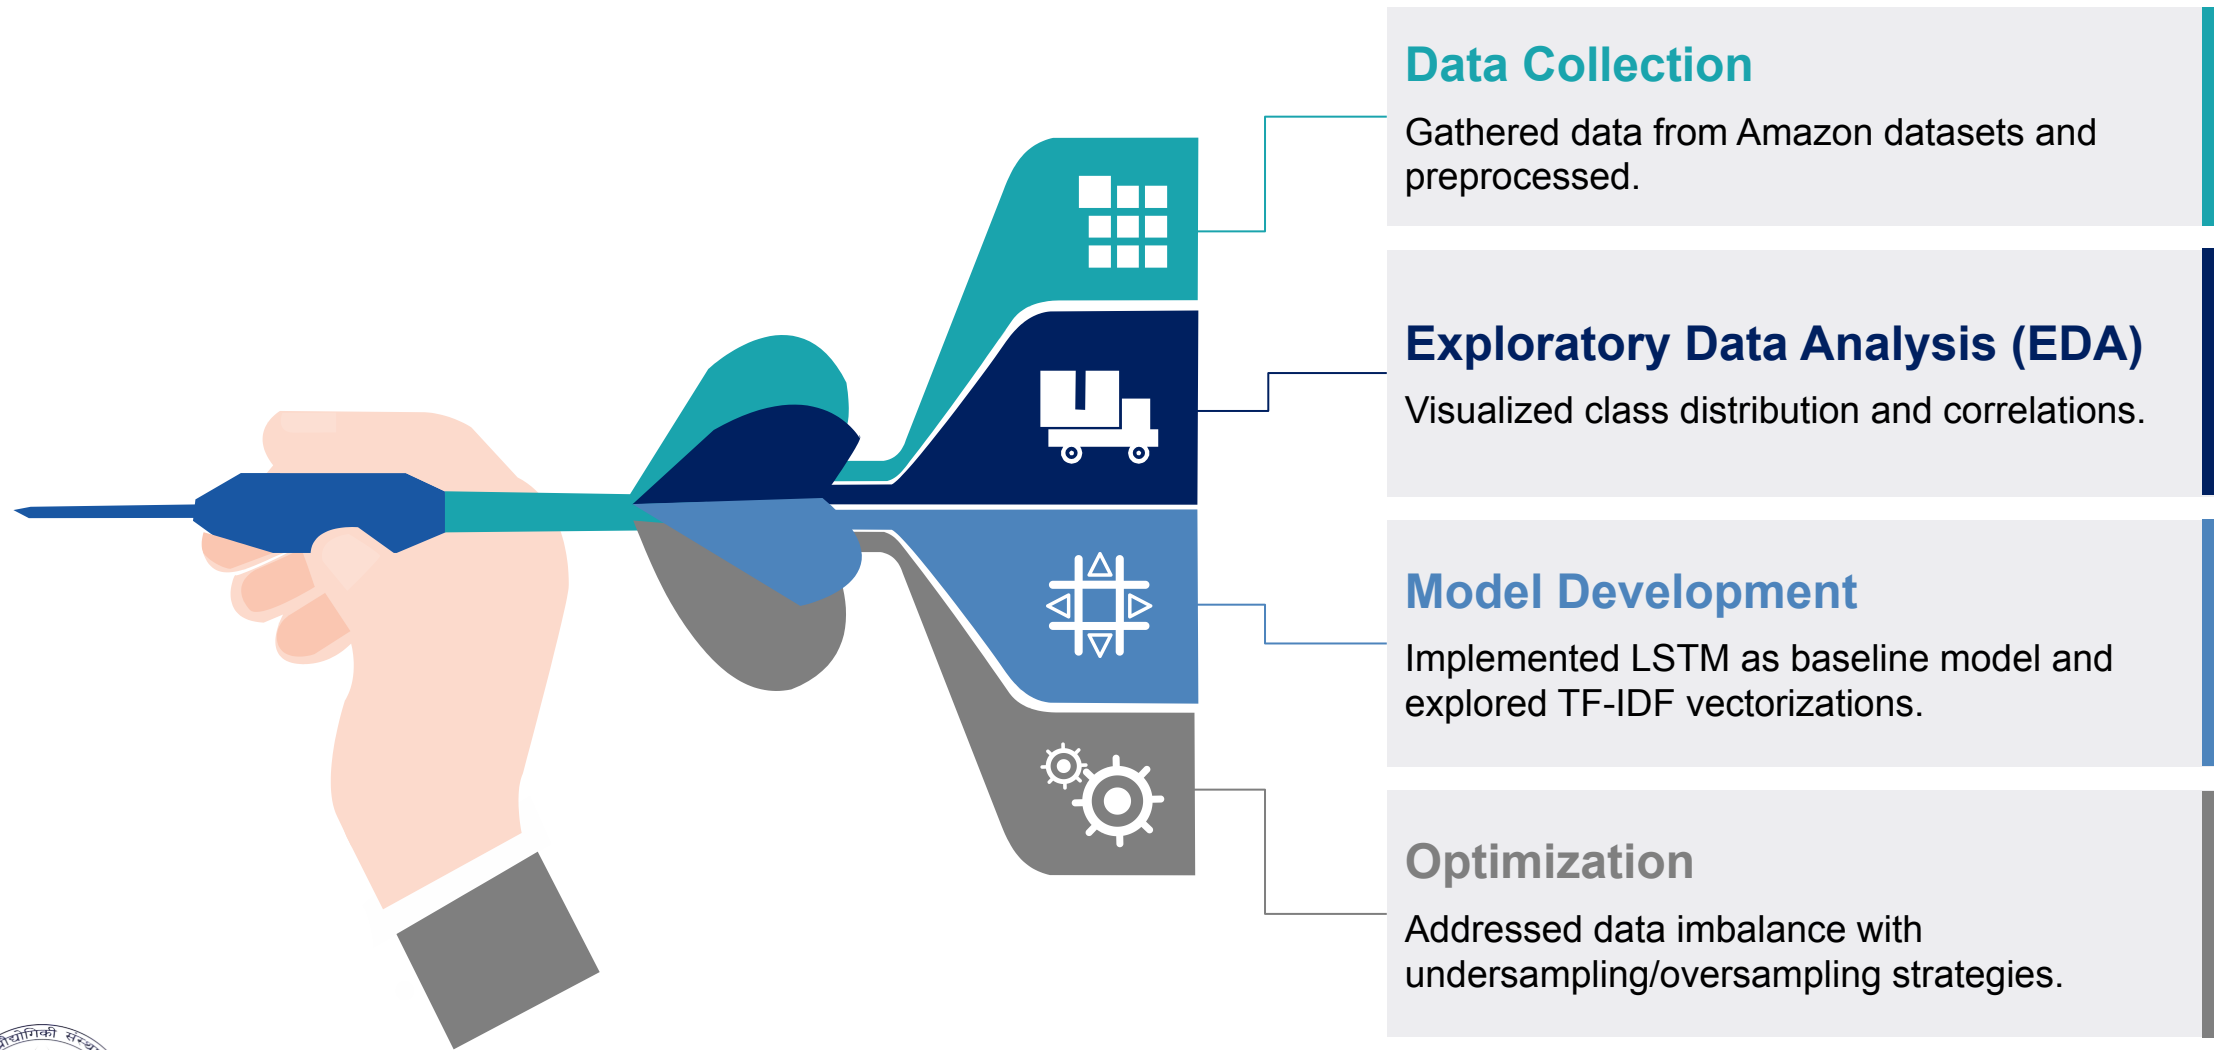 Data Collection
Gathered data from Amazon datasets and
preprocessed.
Exploratory Data Analysis (EDA)
Visualized class distribution and correlations.
Model Development
Implemented LSTM as baseline model and
explored TF-IDF vectorizations.
Optimization
Addressed data imbalance with
undersampling/oversampling strategies.